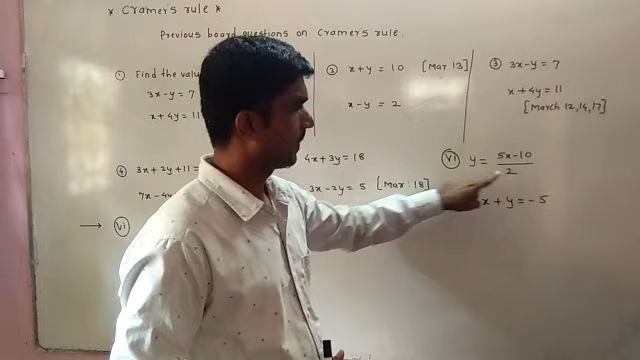 * Cramer's rule *
Previous board questions on Cramer's rule.
① Find the valu
3x-y = 7
x+4y = 11
② x+y = 10 [Mar 13]
x-y = 2
③ 3x-y = 7
x+4y = 11
[March 12,14,17]
④ 3x+2y+11=
7x-4
4x+3y = 18
3x-2y = 5 [Mar: 18]
→ VI
VI y = 5x-10
2
x+y = -5